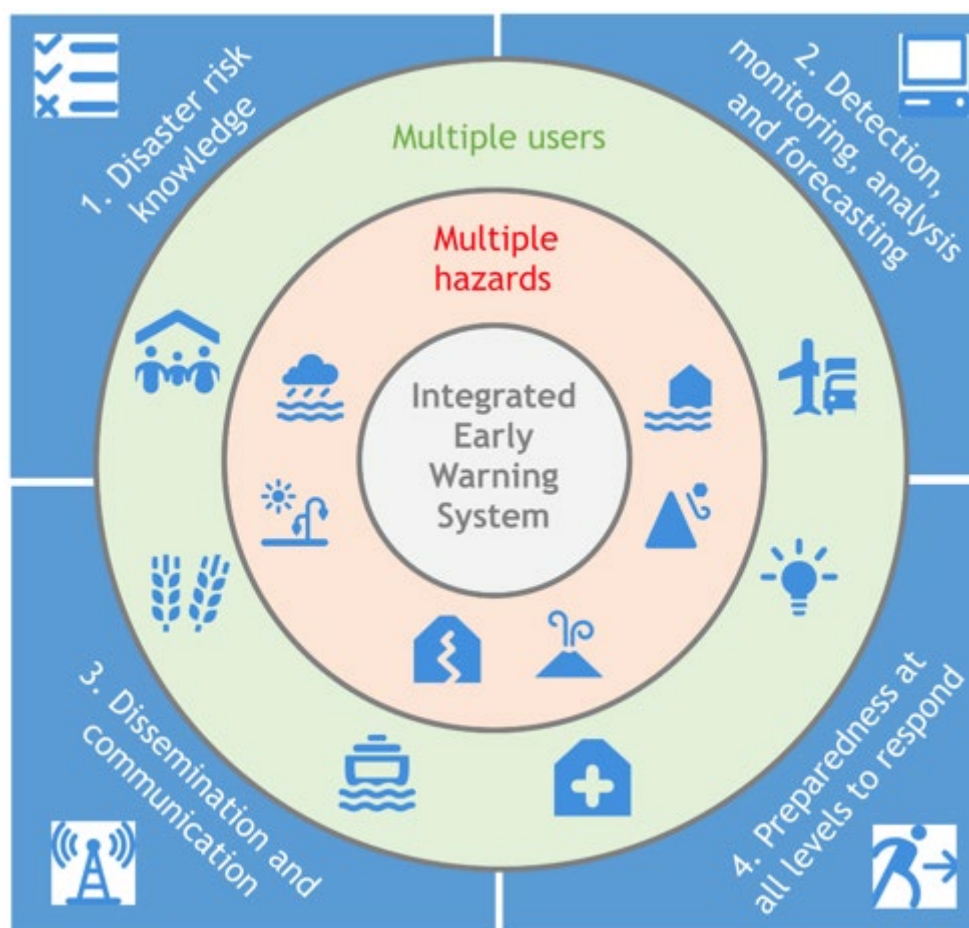 1. Disaster risk
knowledge
2. Detection,
monitoring, analysis
and forecasting
Multiple users
Multiple
hazards
Integrated
Early
Warning
System
3. Dissemination and
communication
4. Preparedness at
all levels to respond